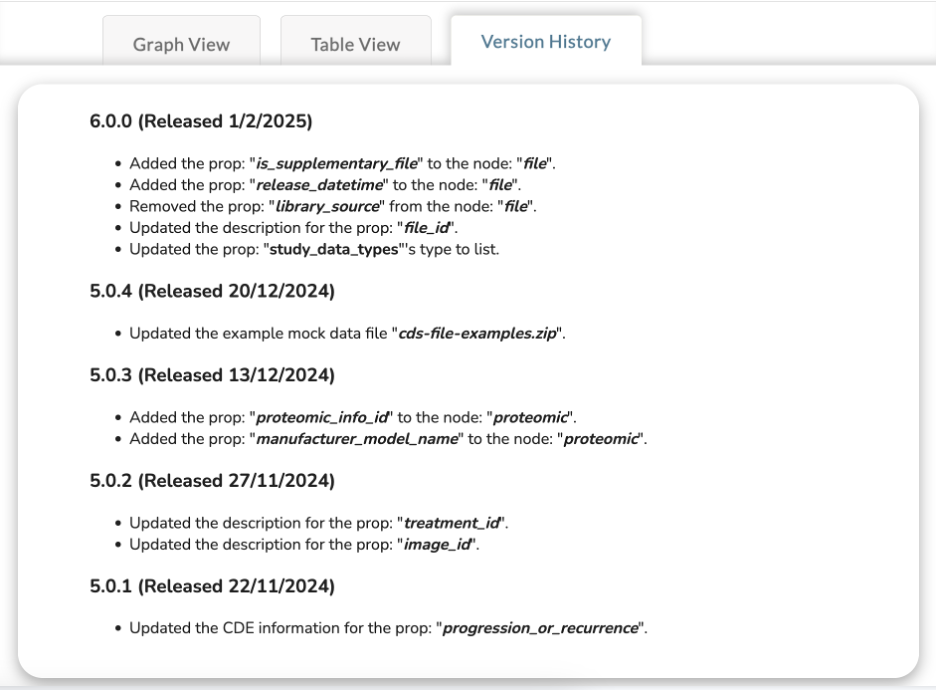 Graph View
Table View
Version History
6.0.0 (Released 1/2/2025)
• Added the prop: "is_supplementary_file" to the node: "file".
• Added the prop: "release_datetime" to the node: "file".
• Removed the prop: "library_source" from the node: "file".
• Updated the description for the prop: "file_id".
• Updated the prop: "study_data_types"'s type to list.
5.0.4 (Released 20/12/2024)
• Updated the example mock data file "cds-file-examples.zip".
5.0.3 (Released 13/12/2024)
• Added the prop: "proteomic_info_id" to the node: "proteomic".
• Added the prop: "manufacturer_model_name" to the node: "proteomic".
5.0.2 (Released 27/11/2024)
• Updated the description for the prop: "treatment_id".
• Updated the description for the prop: "image_id".
5.0.1 (Released 22/11/2024)
• Updated the CDE information for the prop: "progression_or_recurrence".